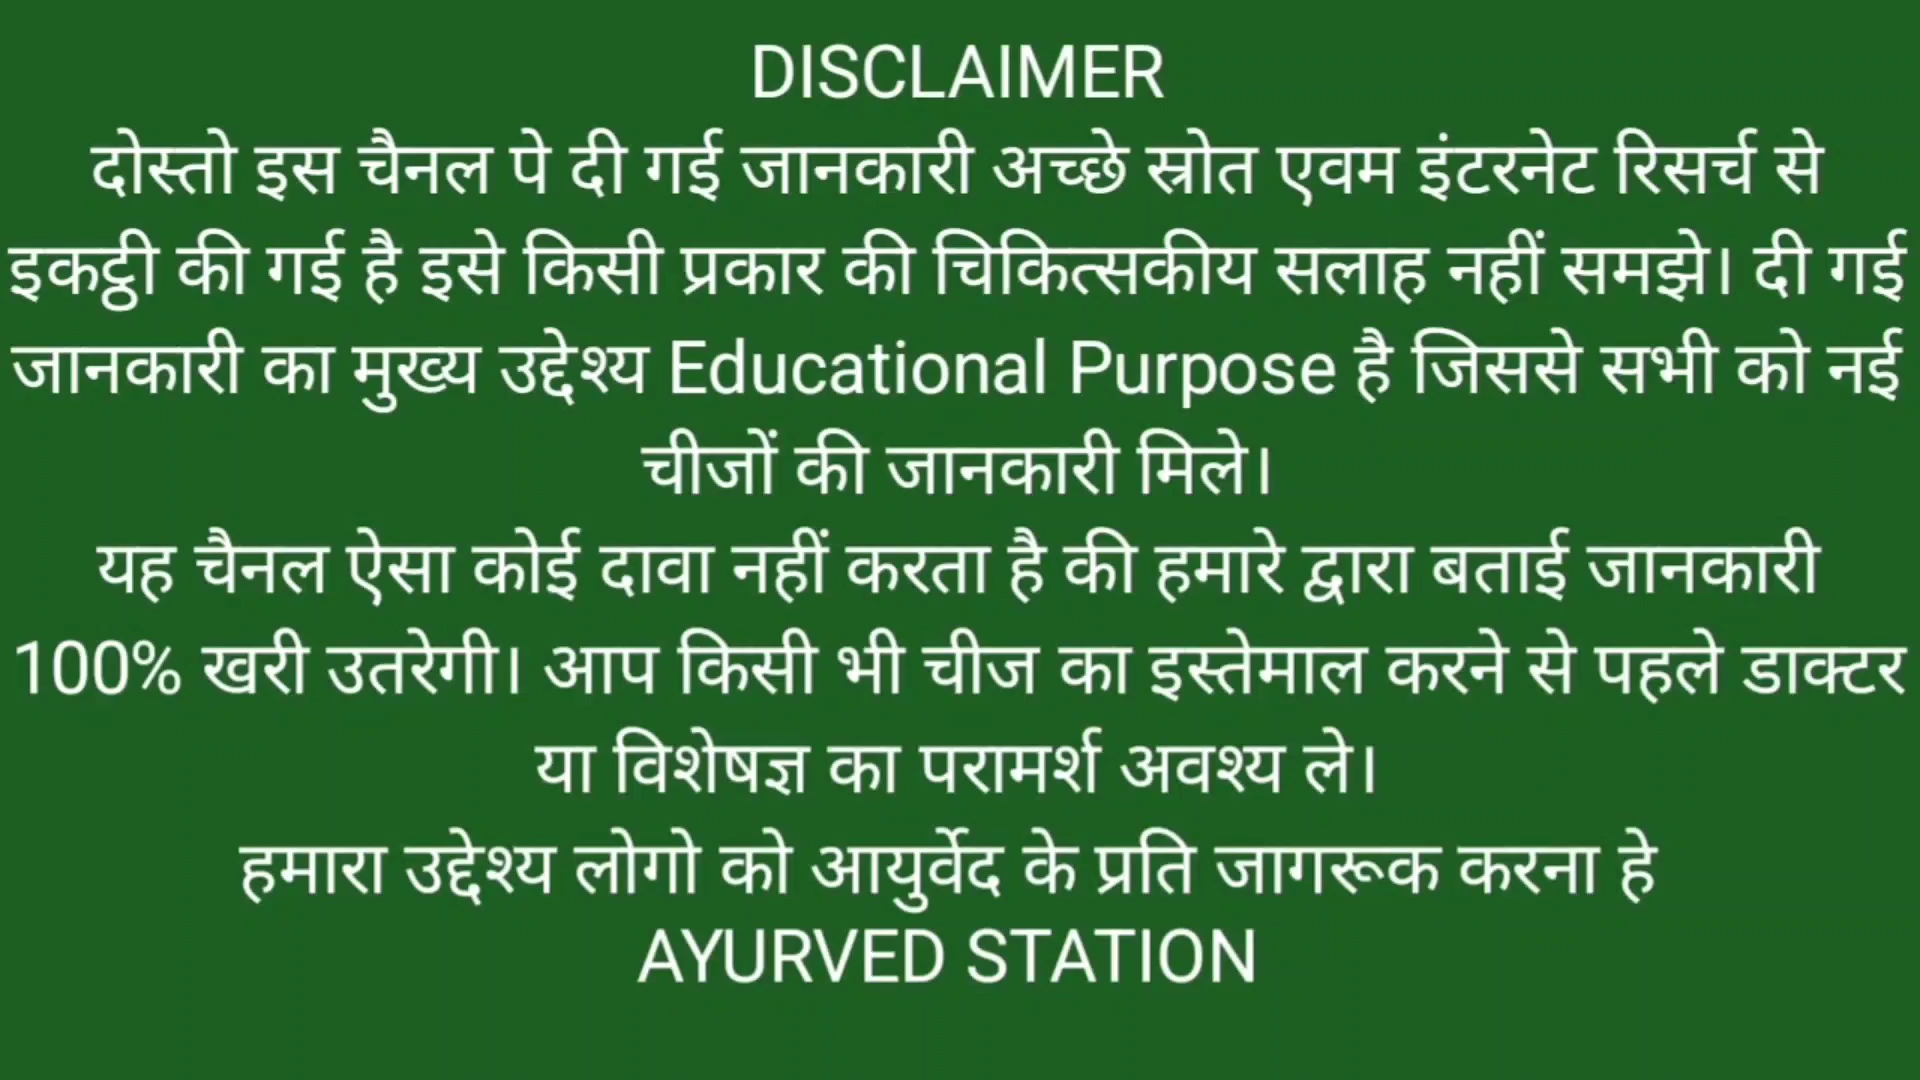 DISCLAIMER
दोस्तो इस चैनल पे दी गई जानकारी अच्छे स्रोत एवम इंटरनेट रिसर्च से
इकट्ठी की गई है इसे किसी प्रकार की चिकित्सकीय सलाह नहीं समझे। दी गई
जानकारी का मुख्य उद्देश्य Educational Purpose है जिससे सभी को नई
चीजों की जानकारी मिले।
यह चैनल ऐसा कोई दावा नहीं करता है की हमारे द्वारा बताई जानकारी
100% खरी उतरेगी। आप किसी भी चीज का इस्तेमाल करने से पहले डाक्टर
या विशेषज्ञ का परामर्श अवश्य ले।
हमारा उद्देश्य लोगो को आयुर्वेद के प्रति जागरूक करना हे
AYURVED STATION